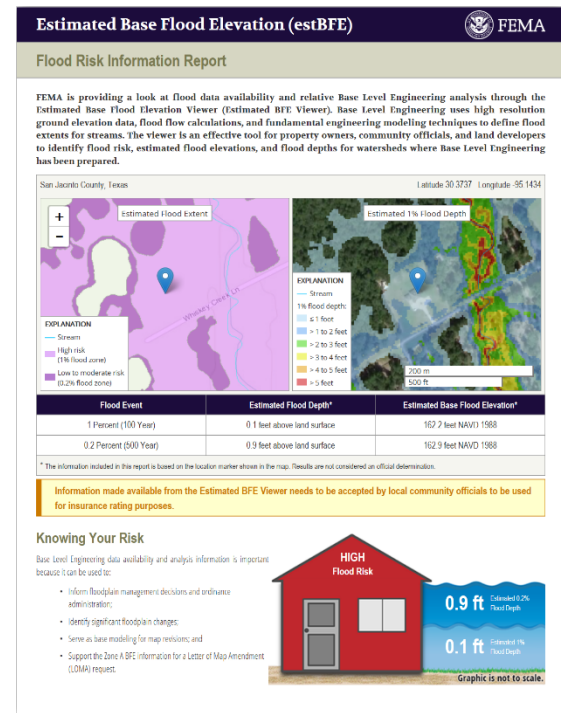 Estimated Base Flood Elevation (estBFE)
FEMA
Flood Risk Information Report
FEMA is providing a look at flood data availability and relative Base Level Engineering analysis through the
Estimated Base Flood Elevation Viewer (Estimated BFE Viewer). Base Level Engineering uses high resolution
ground elevation data, flood flow calculations, and fundamental engineering modeling techniques to define flood
extents for streams. The viewer is an effective tool for property owners, community officials, and land developers
to identify flood risk, estimated flood elevations, and flood depths for watersheds where Base Level Engineering
has been prepared.
San Jacinto County, Texas
Latitude 30.3737 Longitude -95.1434
+
−
Estimated Flood Extent
Whiskey Creek Ln
EXPLANATION
Stream
High risk
(1% flood zone)
Low to moderate risk
(0.2% flood zone)
Estimated 1% Flood Depth
EXPLANATION
Stream
1% flood depth:
≤ 1 feet
> 1 to 2 feet
> 2 to 3 feet
> 3 to 4 feet
> 4 to 5 feet
> 5 feet
200 m
500 ft
Flood Event Estimated Flood Depth* Estimated Base Flood Elevation*
1 Percent (100 Year) 0.1 feet above land surface 162.2 feet NAVD 1988
0.2 Percent (500 Year) 0.9 feet above land surface 162.9 feet NAVD 1988
* The information included in this report is based on the location marker shown in the map. Results are not considered an official determination.
Information made available from the Estimated BFE Viewer needs to be accepted by local community officials to be used
for insurance rating purposes.
Knowing Your Risk
Base Level Engineering data availability and analysis information is important
because it can be used to:
• Inform floodplain management decisions and ordinance
administration;
• Identify significant floodplain changes;
• Serve as base modeling for map revisions; and
• Support the Zone A BFE information for a Letter of Map Amendment
(LOMA) request.
HIGH
Flood Risk
0.9 ft Estimated 0.2%
Flood Depth
0.1 ft Estimated 1%
Flood Depth
Graphic is not to scale.